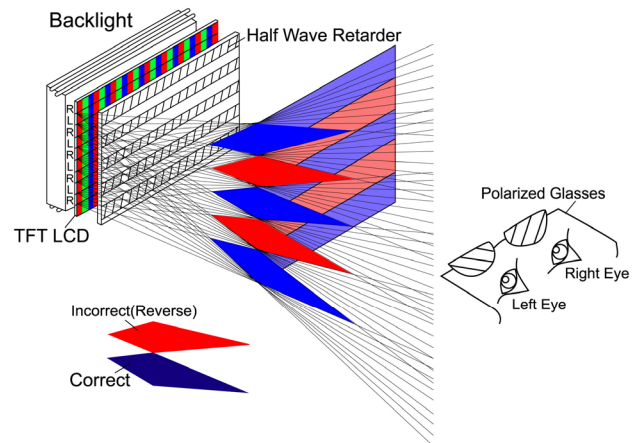 Backlight
Half Wave Retarder
R
L
R
L
R
L
R
L
R
TFT LCD
Polarized Glasses
Right Eye
Left Eye
Incorrect(Reverse)
Correct